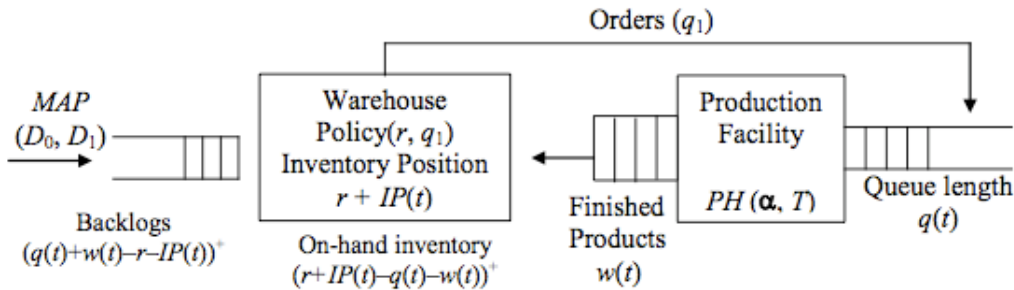 Orders (q₁)
MAP
(D₀, D₁)
Backlogs
(q(t)+w(t)–r–IP(t))⁺
Warehouse
Policy(r, q₁)
Inventory Position
r + IP(t)
On-hand inventory
(r+IP(t)–q(t)–w(t))⁺
Finished
Products
w(t)
Production
Facility
PH (α, T)
Queue length
q(t)